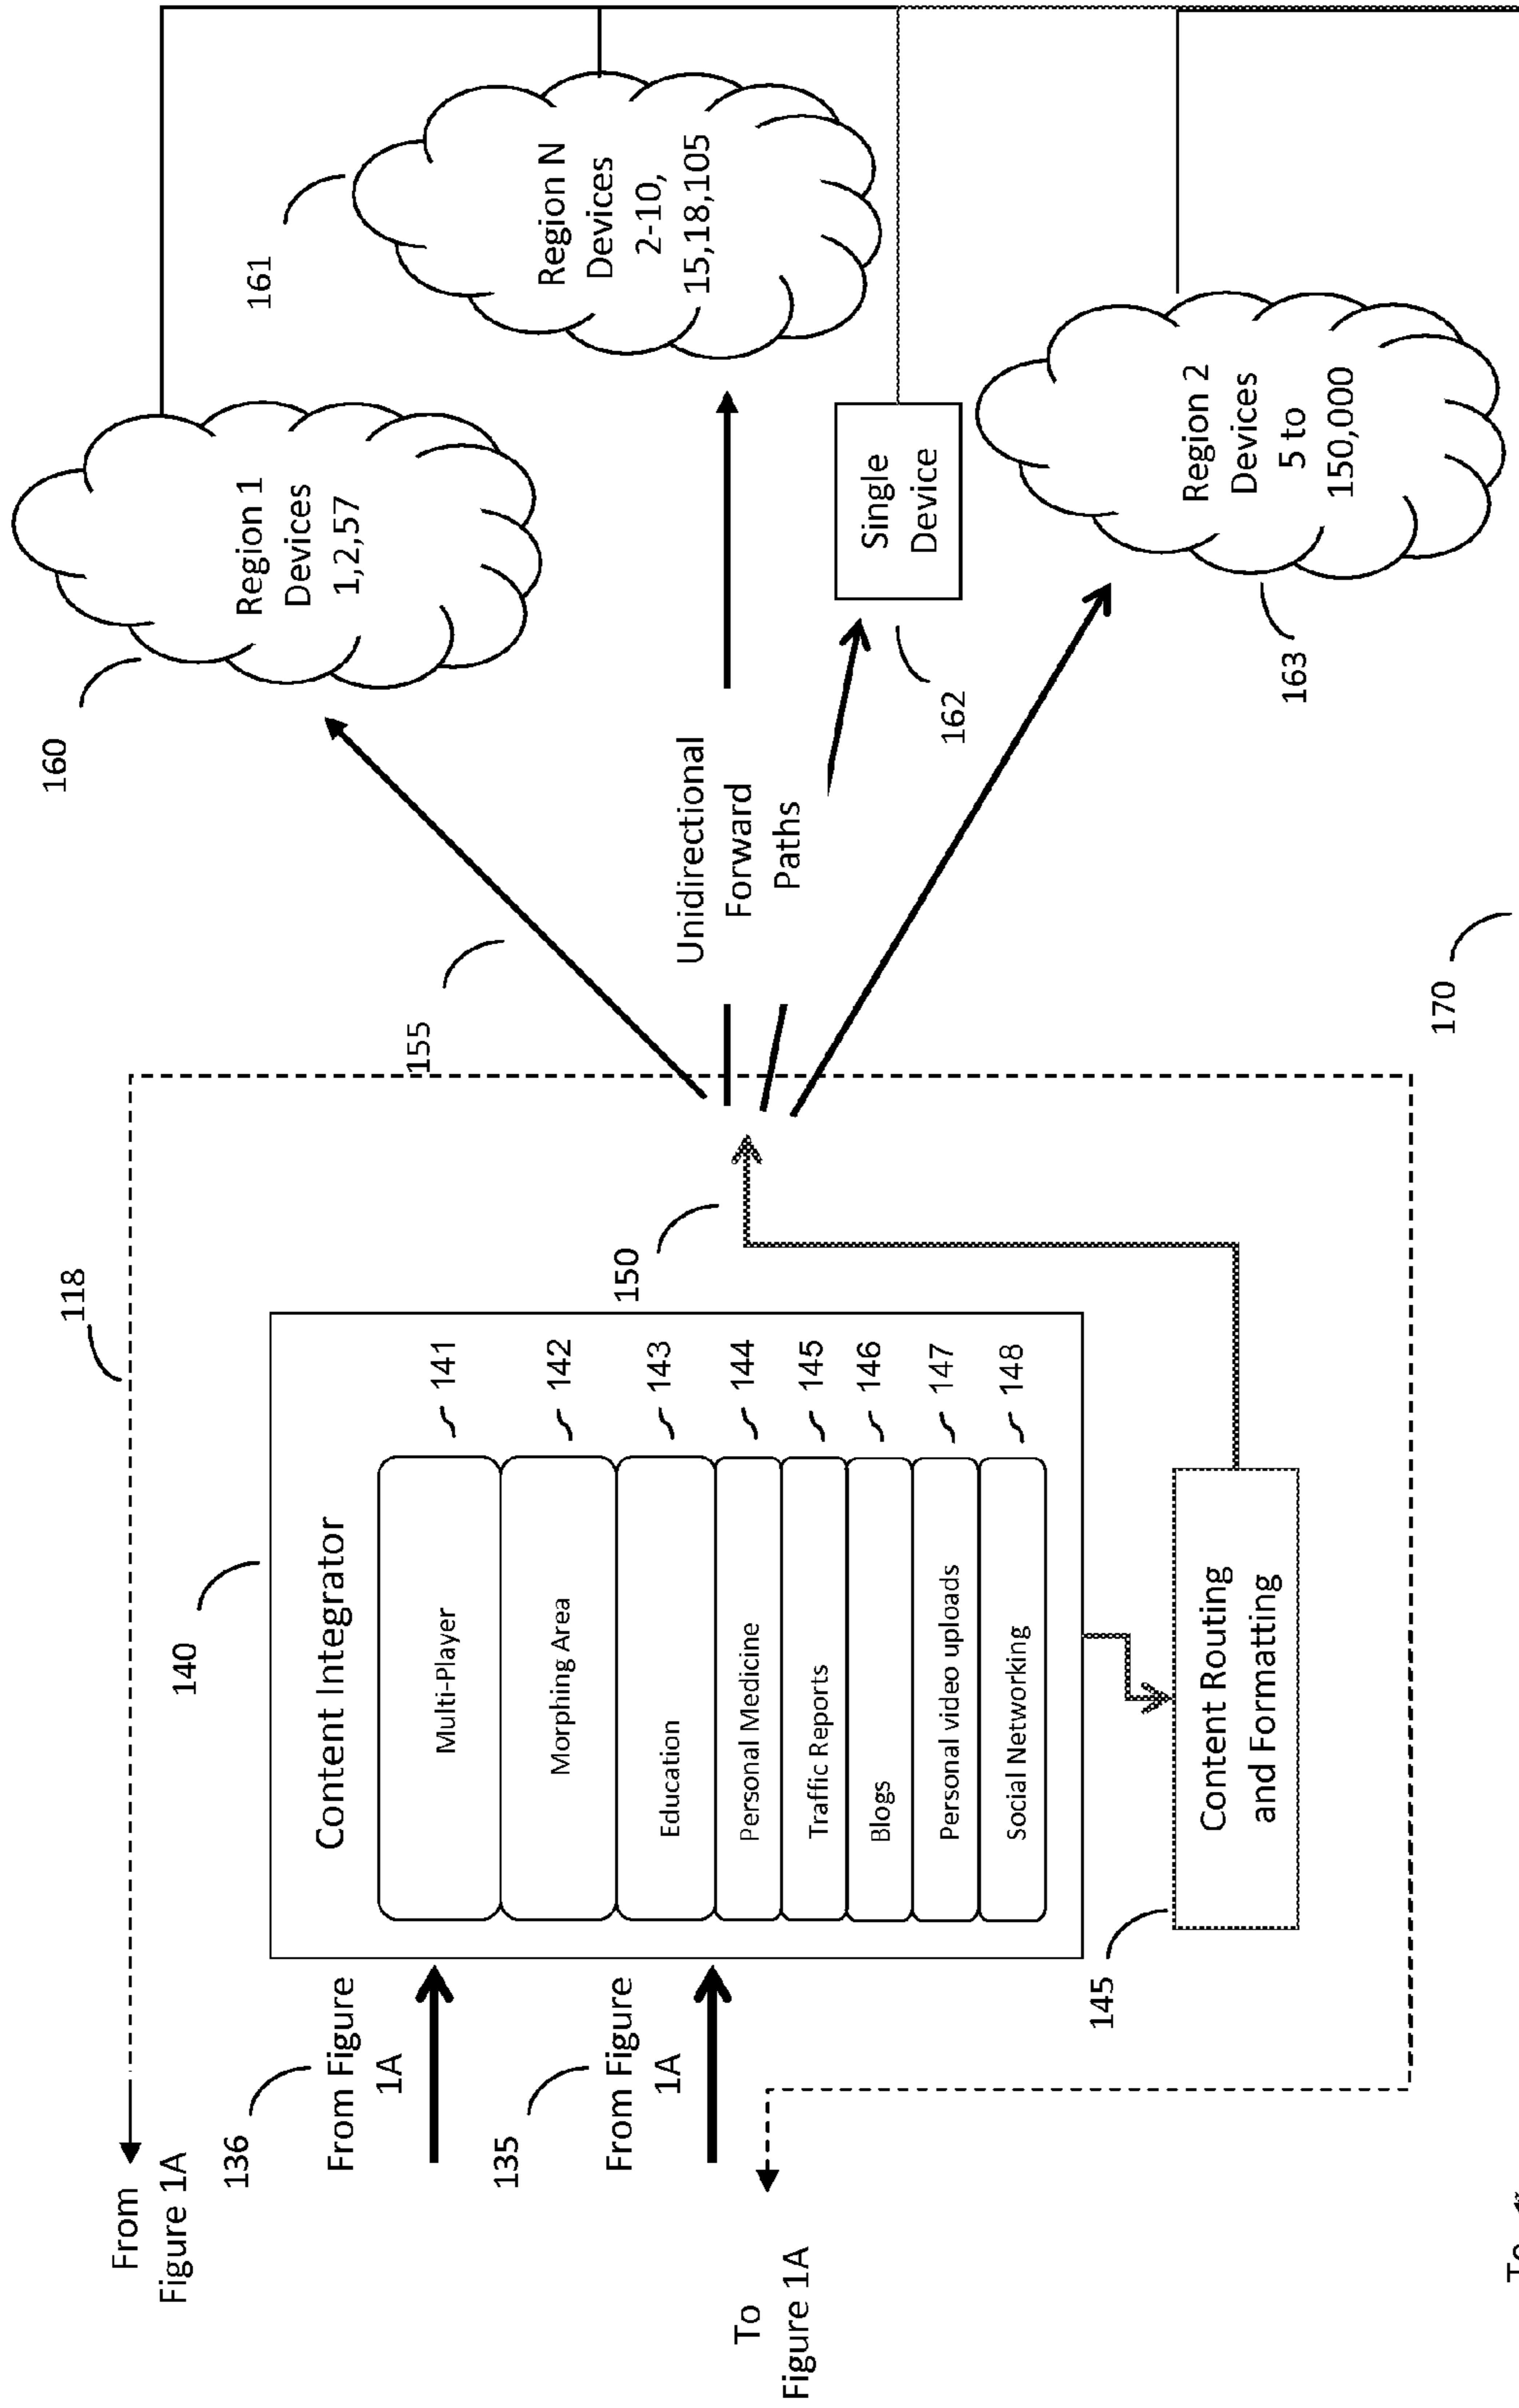 From
Figure 1A
118
140
Content Integrator
Multi-Player
141
Morphing Area
142
Education
143
Personal Medicine
144
Traffic Reports
145
Blogs
146
Personal video uploads
147
Social Networking
148
136
From Figure
1A
135
From Figure
1A
To
Figure 1A
145
Content Routing
and Formatting
150
155
Unidirectional
Forward
Paths
160
Region 1
Devices
1,2,57
161
Region N
Devices
2-10,
15,18,105
162
Single
Device
163
Region 2
Devices
5 to
150,000
170